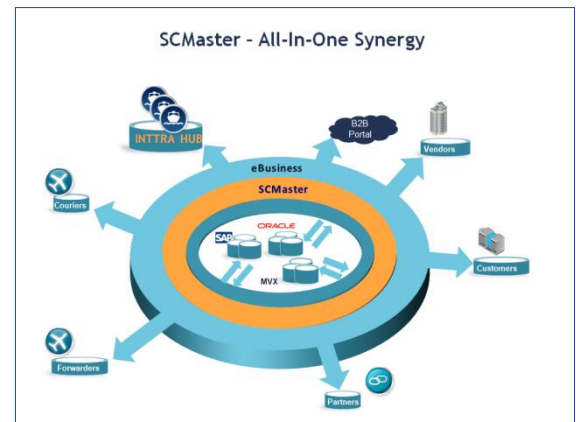 SCMaster - All-In-One Synergy
INTTRA HUB
B2B
Portal
Vendors
eBusiness
SCMaster
Couriers
ORACLE
SAP
MVX
Customers
Forwarders
Partners